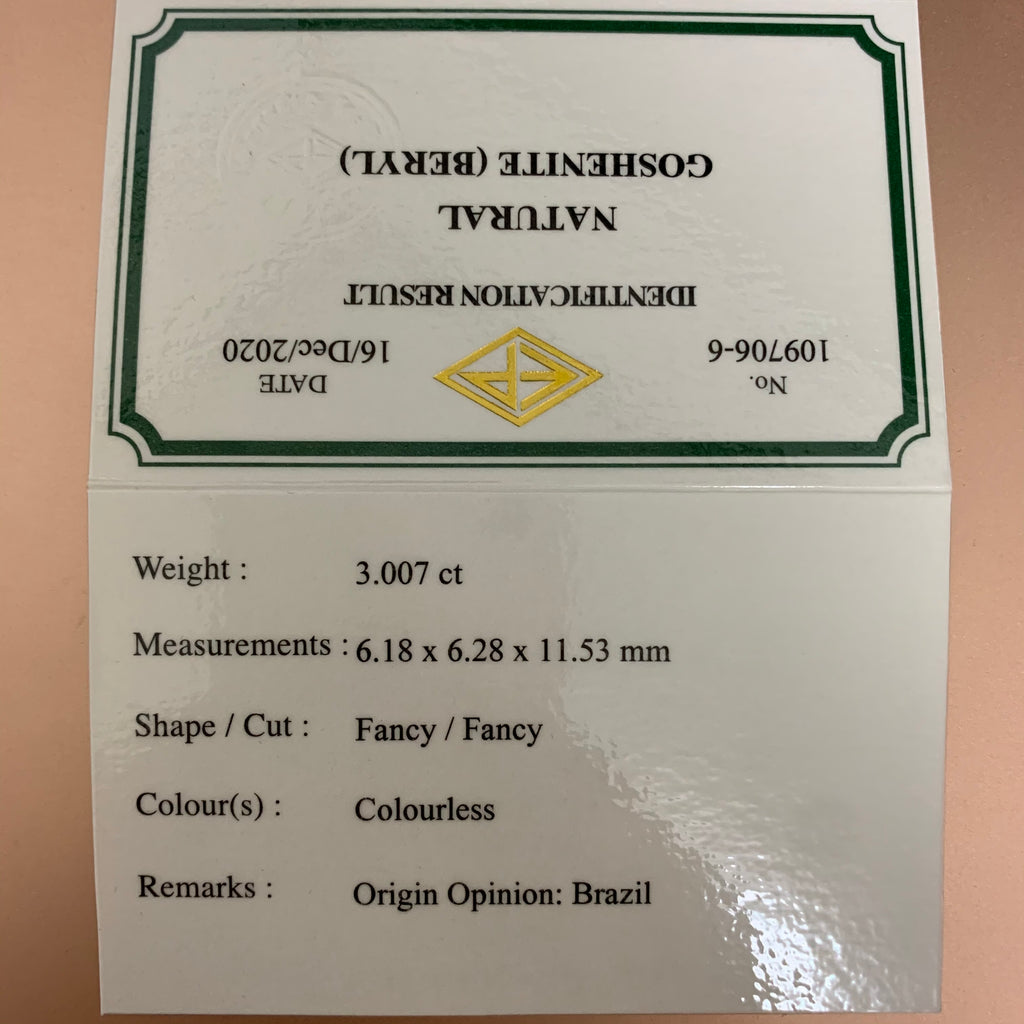 No.
109706-6
DATE
16/Dec/2020
IDENTIFICATION RESULT
NATURAL
GOSHENITE (BERYL)
Weight : 3.007 ct
Measurements : 6.18 x 6.28 x 11.53 mm
Shape / Cut : Fancy / Fancy
Colour(s) : Colourless
Remarks : Origin Opinion: Brazil